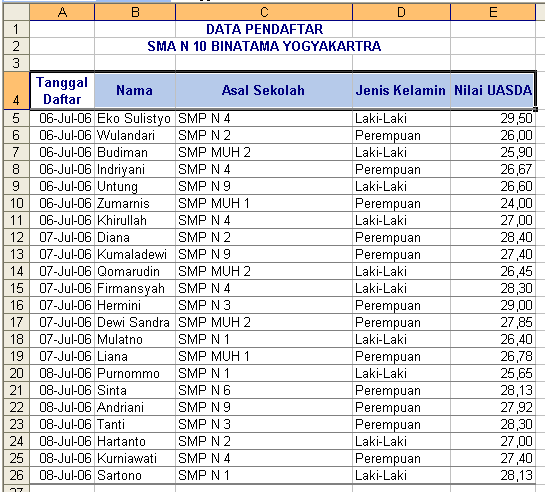 A B C D E
1 DATA PENDAFTAR
2 SMA N 10 BINATAMA YOGYAKARTRA
3
4 Tanggal Daftar Nama Asal Sekolah Jenis Kelamin Nilai UASDA
5 06-Jul-06 Eko Sulistyo SMP N 4 Laki-Laki 29,50
6 06-Jul-06 Wulandari SMP N 2 Perempuan 26,00
7 06-Jul-06 Budiman SMP MUH 2 Laki-Laki 25,90
8 06-Jul-06 Indriyani SMP N 4 Perempuan 26,67
9 06-Jul-06 Untung SMP N 9 Laki-Laki 26,60
10 06-Jul-06 Zumarnis SMP MUH 1 Perempuan 24,00
11 06-Jul-06 Khirullah SMP N 4 Laki-Laki 27,00
12 07-Jul-06 Diana SMP N 2 Perempuan 28,40
13 07-Jul-06 Kumaladewi SMP N 9 Perempuan 27,40
14 07-Jul-06 Qomarudin SMP MUH 2 Laki-Laki 26,45
15 07-Jul-06 Firmansyah SMP N 4 Laki-Laki 28,30
16 07-Jul-06 Hermini SMP N 3 Perempuan 29,00
17 07-Jul-06 Dewi Sandra SMP MUH 2 Perempuan 27,85
18 07-Jul-06 Mulatno SMP N 1 Laki-Laki 26,40
19 07-Jul-06 Liana SMP MUH 1 Perempuan 26,78
20 08-Jul-06 Purnommo SMP N 1 Laki-Laki 25,65
21 08-Jul-06 Sinta SMP N 6 Perempuan 28,13
22 08-Jul-06 Andriani SMP N 9 Perempuan 27,92
23 08-Jul-06 Tanti SMP N 3 Perempuan 28,30
24 08-Jul-06 Hartanto SMP N 2 Laki-Laki 27,00
25 08-Jul-06 Kurniawati SMP N 4 Perempuan 27,40
26 08-Jul-06 Sartono SMP N 1 Laki-Laki 28,13
27